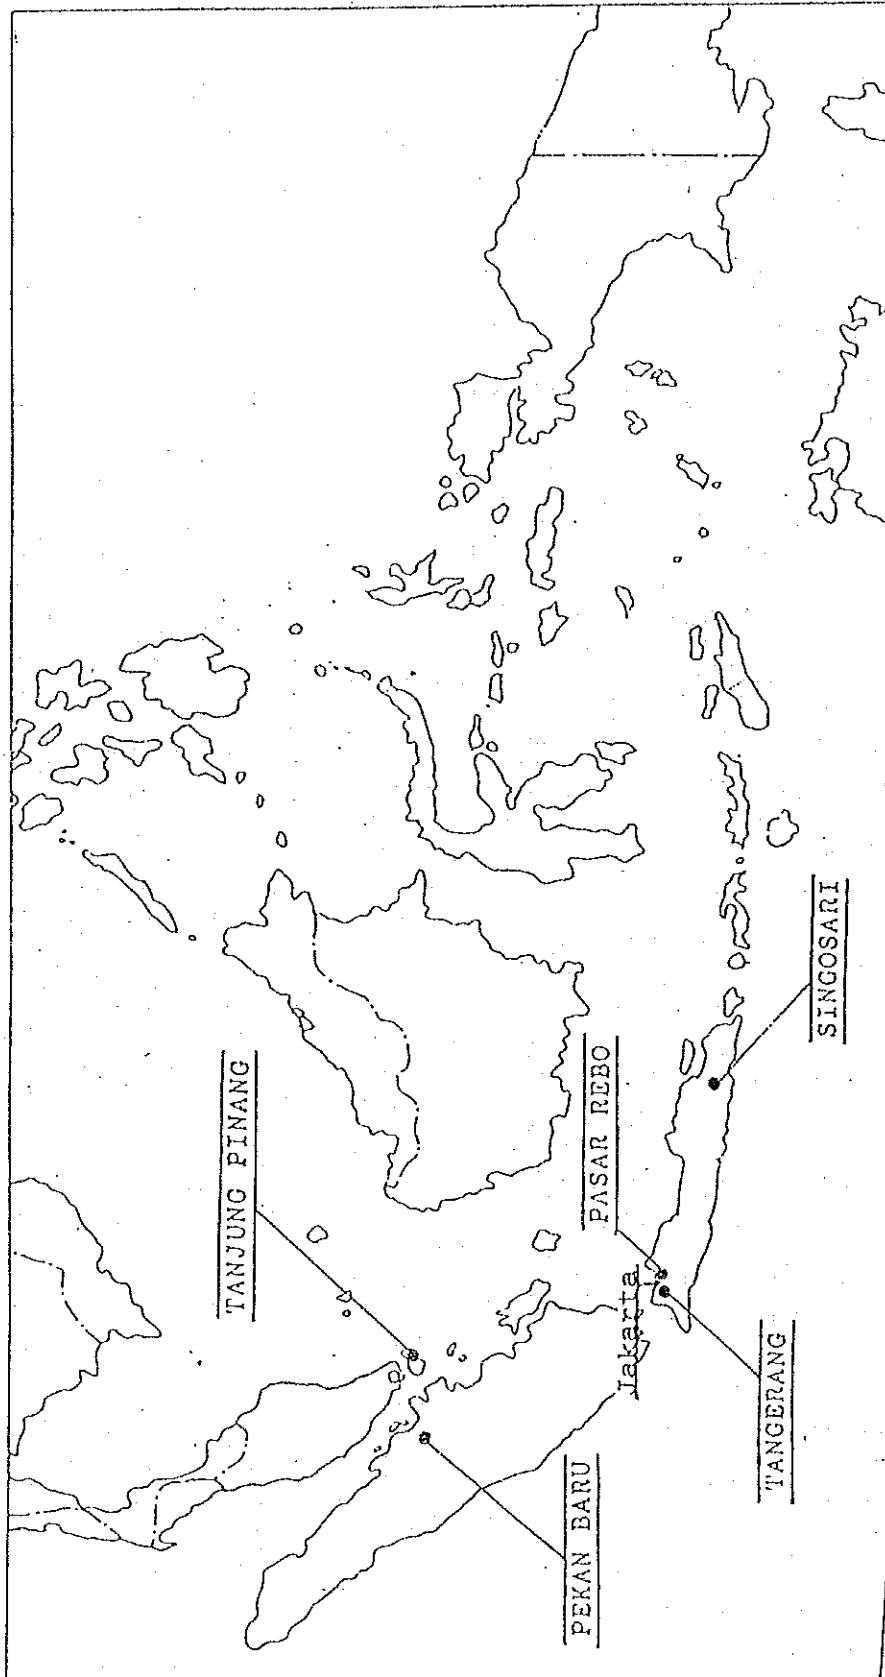 TANJUNG PINANG
PEKAN BARU
Jakarta
PASAR REBO
TANGERANG
SINGOSARI